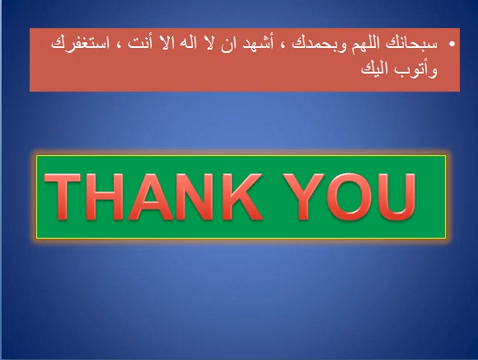 • سبحانك اللهم وبحمدك ، أشهد ان لا اله الا أنت ، استغفرك
وأتوب اليك
THANK YOU